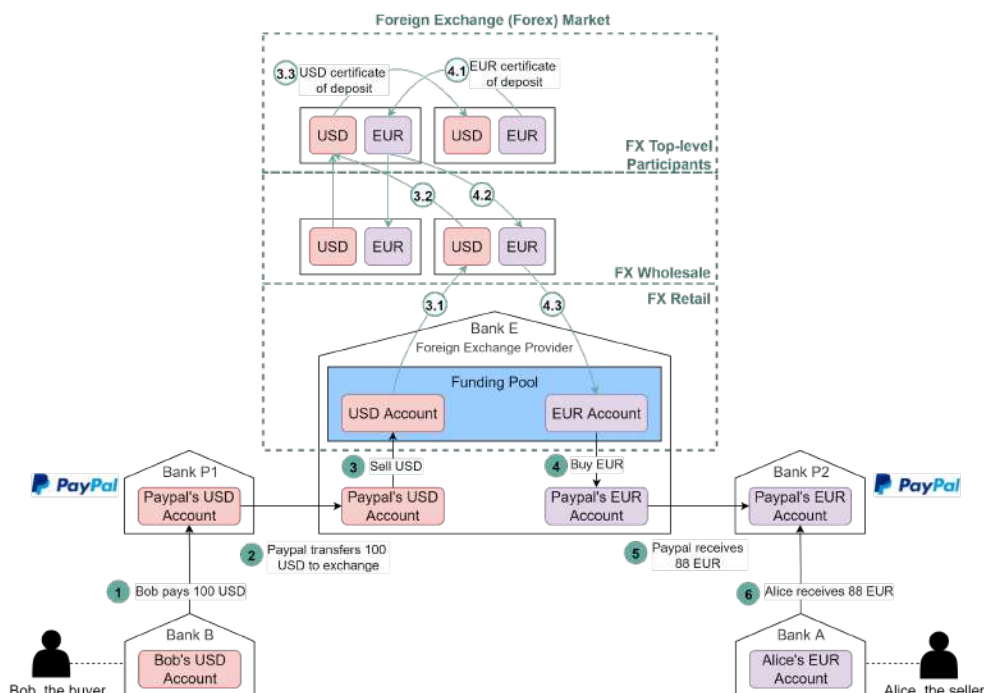 Foreign Exchange (Forex) Market
3.3
USD certificate
of deposit
4.1
EUR certificate
of deposit
USD
EUR
USD
EUR
FX Top-level
Participants
3.2
4.2
USD
EUR
USD
EUR
FX Wholesale
FX Retail
3.1
4.3
Bank E
Foreign Exchange Provider
Funding Pool
USD Account
EUR Account
3
Sell USD
4
Buy EUR
PayPal
Bank P1
Paypal's USD
Account
Paypal's USD
Account
Paypal's EUR
Account
Bank P2
Paypal's EUR
Account
PayPal
2
Paypal transfers 100
USD to exchange
5
Paypal receives
88 EUR
1
Bob pays 100 USD
6
Alice receives 88 EUR
Bank B
Bob's USD
Account
Bob, the buyer
Bank A
Alice's EUR
Account
Alice, the seller